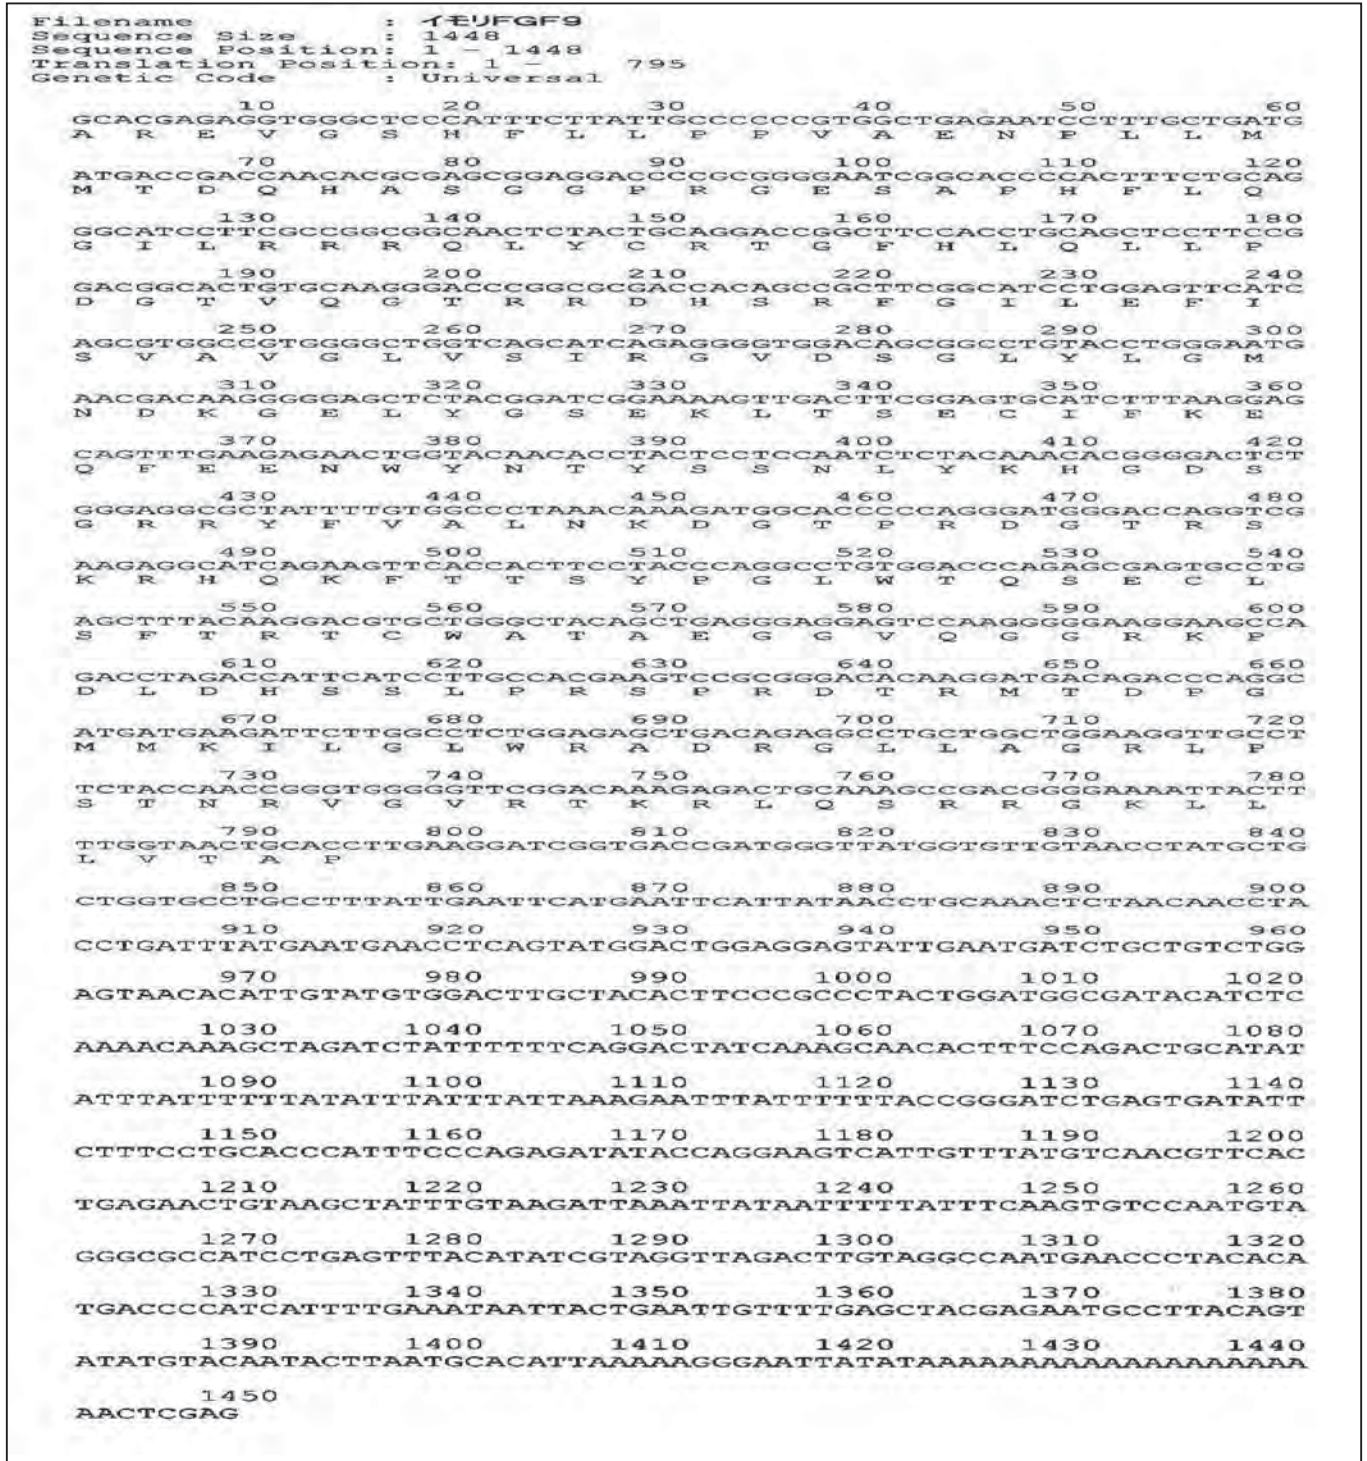 Filename : イモリFGF9
Sequence Size : 1448
Sequence Position: 1 - 1448
Translation Position: 1 - 795
Genetic Code : Universal
10 20 30 40 50 60
GCACGAGAGGTGGGCTCCCATTTCTTATTGCCCCCCGTGGCTGAGAATCCTTTGCTGATG
A R E V G S H F L L P P V A E N P L L M
70 80 90 100 110 120
ATGACCGACCAACACGCGAGCGGAGGACCCCGCGGGGAATCGGCACCCCACTTTCTGCAG
M T D Q H A S G G P R G E S A P H F L Q
130 140 150 160 170 180
GGCATCCTTCGCCGGCGGCAACTCTACTGCAGGACCGGCTTCCACCTGCAGCTCCTTCCG
G I L R R R Q L Y C R T G F H L Q L L P
190 200 210 220 230 240
GACGGCACTGTGCAAGGGACCCGGCGCGACCACAGCCGCTTCGGCATCCTGGAGTTCATC
D G T V Q G T R R D H S R F G I L E F I
250 260 270 280 290 300
AGCGTGGCCGTGGGGCTGGTCAGCATCAGAGGGGTGGACAGCGGCCTGTACCTGGGAATG
S V A V G L V S I R G V D S G L Y L G M
310 320 330 340 350 360
AACGACAAGGGGGAGCTCTACGGATCGGAAAAGTTGACTTCGGAGTGCATCTTTAAGGAG
N D K G E L Y G S E K L T S E C I F K E
370 380 390 400 410 420
CAGTTTGAAGAGAACTGGTACAACACCTACTCCTCCAATCTCTACAAACACGGGGACTCT
Q F E E N W Y N T Y S S N L Y K H G D S
430 440 450 460 470 480
GGGAGGCGCTATTTTGTGGCCCTAAACAAAGATGGCACCCCCAGGGATGGGACCAGGTCG
G R R Y F V A L N K D G T P R D G T R S
490 500 510 520 530 540
AAGAGGCATCAGAAGTTCACCACTTCCTACCCAGGCCTGTGGACCCAGAGCGAGTGCCTG
K R H Q K F T T S Y P G L W T Q S E C L
550 560 570 580 590 600
AGCTTTACAAGGACGTGCTGGGCTACAGCTGAGGGAGGAGTCCAAGGGGGAAGGAAGCCA
S F T R T C W A T A E G G V Q G G R K P
610 620 630 640 650 660
GACCTAGACCATTCATCCTTGCCACGAAGTCCGCGGGACACAAGGATGACAGACCCAGGC
D L D H S S L P R S P R D T R M T D P G
670 680 690 700 710 720
ATGATGAAGATTCTTGGCCTCTGGAGAGCTGACAGAGGCCTGCTGGCTGGAAGGTTGCCT
M M K I L G L W R A D R G L L A G R L P
730 740 750 760 770 780
TCTACCAACCGGGTGGGGGTTCGGACAAAGAGACTGCAAAGCCGACGGGGAAAATTACTT
S T N R V G V R T K R L Q S R R G K L L
790 800 810 820 830 840
TTGGTAACTGCACCTTGAAGGATCGGTGACCGATGGGTTATGGTGTTGTAACCTATGCTG
L V T A P
850 860 870 880 890 900
CTGGTGCCTGCCTTTATTGAATTCATGAATTCATTATAACCTGCAAACTCTAACAACCTA
910 920 930 940 950 960
CCTGATTTATGAATGAACCTCAGTATGGACTGGAGGAGTATTGAATGATCTGCTGTCTGG
970 980 990 1000 1010 1020
AGTAACACATTGTATGTGGACTTGCTACACTTCCCGCCCTACTGGATGGCGATACATCTC
1030 1040 1050 1060 1070 1080
AAAACAAAGCTAGATCTATTTTTTCAGGACTATCAAAGCAACACTTTCCAGACTGCATAT
1090 1100 1110 1120 1130 1140
ATTTATTTTTTATATTTATTTATTAAAGAATTTATTTTTTACCGGGATCTGAGTGATATT
1150 1160 1170 1180 1190 1200
CTTTCCTGCACCCATTTCCCAGAGATATACCAGGAAGTCATTGTTTATGTCAACGTTCAC
1210 1220 1230 1240 1250 1260
TGAGAACTGTAAGCTATTTGTAAGATTAAATTATAATTTTTATTTCAAGTGTCCAATGTA
1270 1280 1290 1300 1310 1320
GGGCGCCATCCTGAGTTTACATATCGTAGGTTAGACTTGTAGGCCAATGAACCCTACACA
1330 1340 1350 1360 1370 1380
TGACCCCATCATTTTGAAATAATTACTGAATTGTTTTGAGCTACGAGAATGCCTTACAGT
1390 1400 1410 1420 1430 1440
ATATGTACAATACTTAATGCACATTAAAAAGGGAATTATATAAAAAAAAAAAAAAAAAAA
1450
AACTCGAG